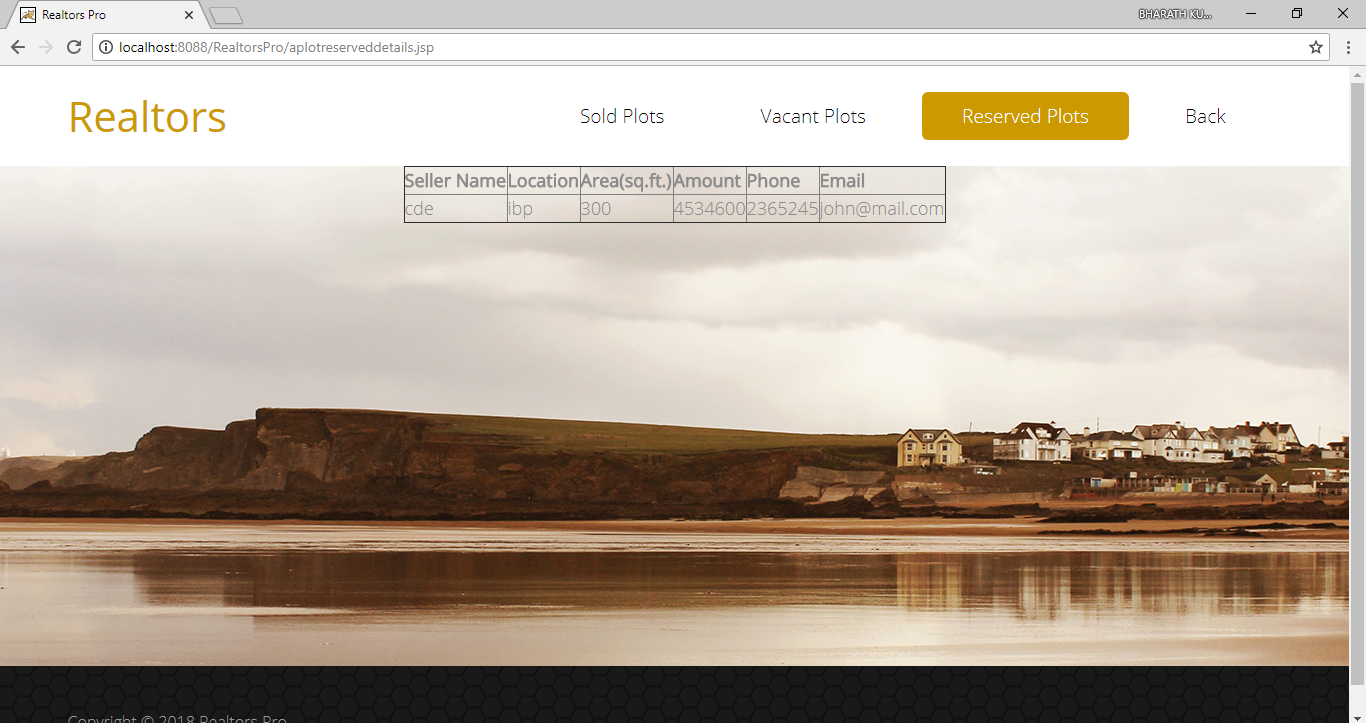 Realtors Pro
BHARATH KU...
localhost:8088/RealtorsPro/aplotreserveddetails.jsp
Realtors Sold Plots Vacant Plots Reserved Plots Back
Seller Name Location Area(sq.ft.) Amount Phone Email
cde ibp 300 4534600 2365245 john@mail.com
Copyright © 2018 Realtors Pro